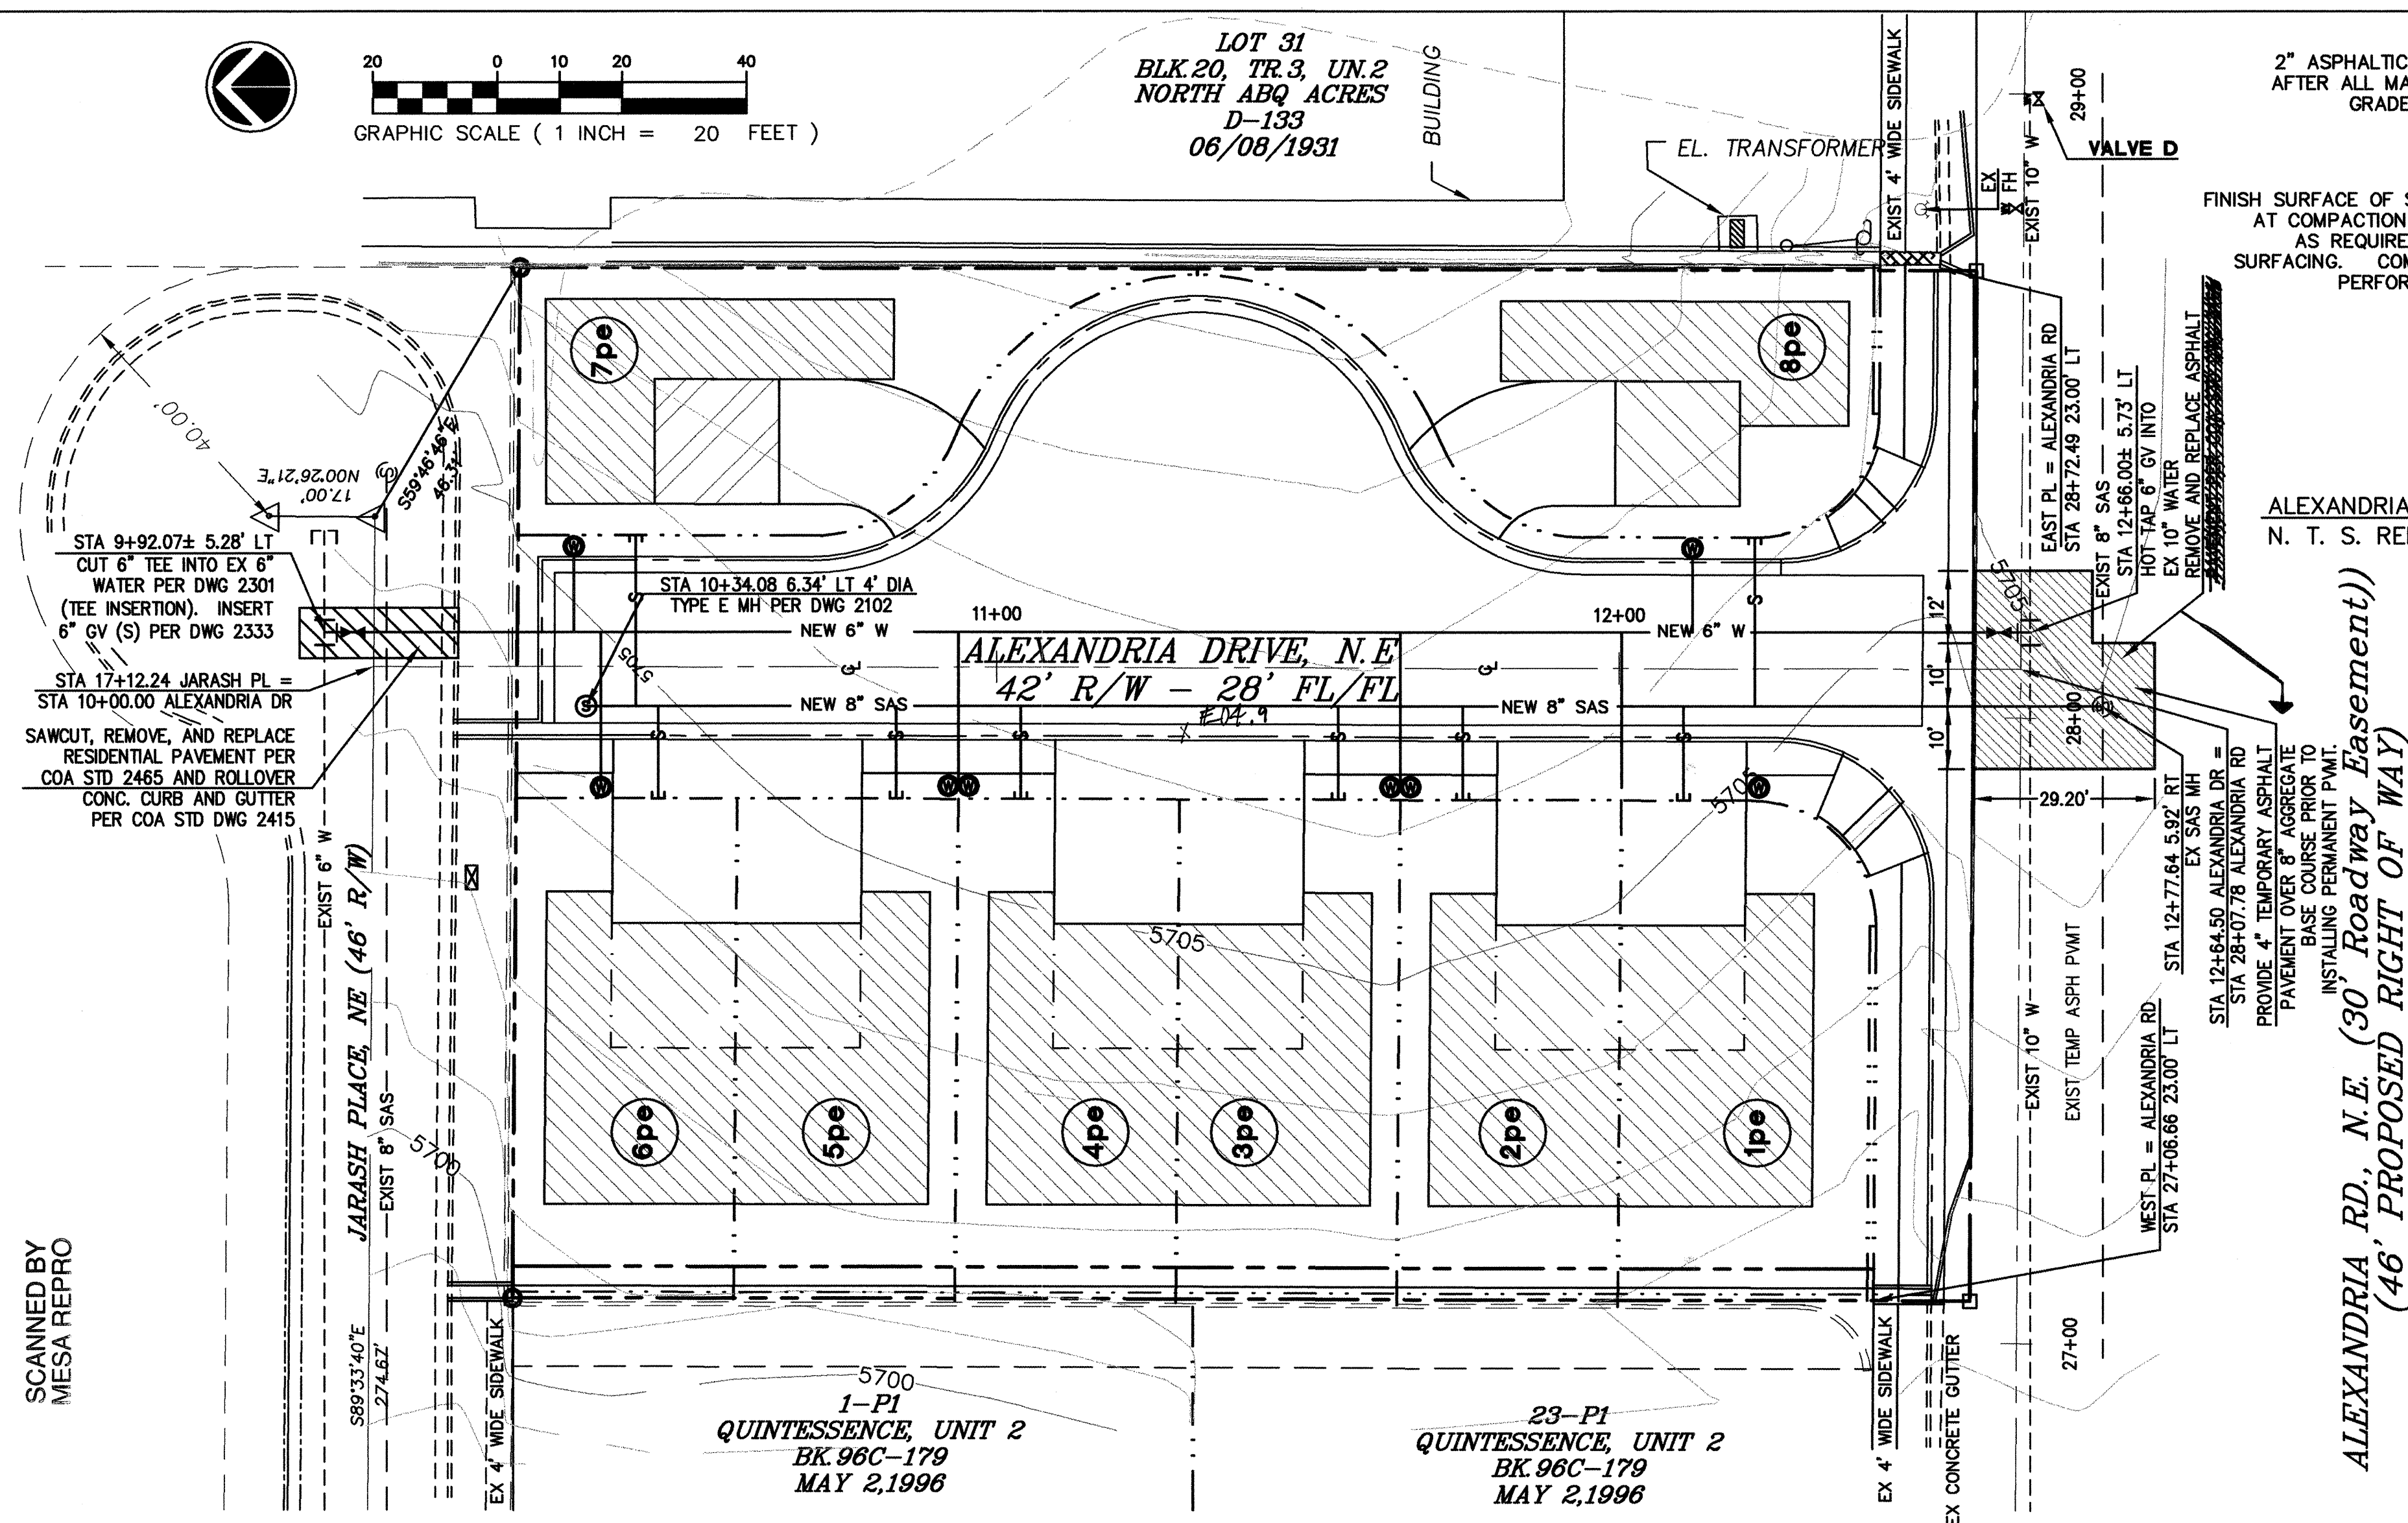 20 0 10 20 40
GRAPHIC SCALE ( 1 INCH = 20 FEET )
LOT 31
BLK.20, TR.3, UN.2
NORTH ABQ ACRES
D-133
06/08/1931
BUILDING
EL. TRANSFORMER
EXIST 4' WIDE SIDEWALK
EX
FH
EXIST 10" W
29+00
VALVE D
2" ASPHALTIC
AFTER ALL MA
GRADE
FINISH SURFACE OF S
AT COMPACTION
AS REQUIRE
SURFACING. COM
PERFOR
40.00'
N00°26'21"E
17.00'
S59°46'46"E
46.31'
7pe
8pe
STA 9+92.07± 5.28' LT
CUT 6" TEE INTO EX 6"
WATER PER DWG 2301
(TEE INSERTION). INSERT
6" GV (S) PER DWG 2333
STA 17+12.24 JARASH PL =
STA 10+00.00 ALEXANDRIA DR
SAWCUT, REMOVE, AND REPLACE
RESIDENTIAL PAVEMENT PER
COA STD 2465 AND ROLLOVER
CONC. CURB AND GUTTER
PER COA STD DWG 2415
STA 10+34.08 6.34' LT 4' DIA
TYPE E MH PER DWG 2102
11+00
12+00
NEW 6" W
NEW 6" W
ALEXANDRIA DRIVE, N.E
42' R/W - 28' FL/FL
NEW 8" SAS
NEW 8" SAS
5705
W
W
S
S
S
S
S
S
S
S
S
W
W
W
W
W
W
5705
5705
5705
12'
10'
10'
29.20'
28+00
EAST PL = ALEXANDRIA RD
STA 28+72.49 23.00' LT
EXIST 8" SAS
STA 12+66.00± 5.73' LT
HOT TAP 6" GV INTO
EX 10" WATER
REMOVE AND REPLACE ASPHALT
ALEXANDRIA
N. T. S. RE
STA 12+77.64 5.92' RT
EX SAS MH
STA 12+64.50 ALEXANDRIA DR =
STA 28+07.78 ALEXANDRIA RD
PROVIDE 4" TEMPORARY ASPHALT
PAVEMENT OVER 8" AGGREGATE
BASE COURSE PRIOR TO
INSTALLING PERMANENT PVMT.
WEST PL = ALEXANDRIA RD
STA 27+06.66 23.00' LT
EXIST 10" W
EXIST TEMP ASPH PVMT
27+00
ALEXANDRIA RD., N.E. (30' Roadway Easement))
(46' PROPOSED RIGHT OF WAY)
EXIST 6" W
JARASH PLACE, NE (46' R/W)
EXIST 8" SAS
5700
S89°33'40"E
274.67'
EX 4' WIDE SIDEWALK
6pe
5pe
4pe
3pe
2pe
1pe
5700
1-P1
QUINTESSENCE, UNIT 2
BK.96C-179
MAY 2,1996
23-P1
QUINTESSENCE, UNIT 2
BK.96C-179
MAY 2,1996
EX 4' WIDE SIDEWALK
EX CONCRETE GUTTER
SCANNED BY
MESA REPRO